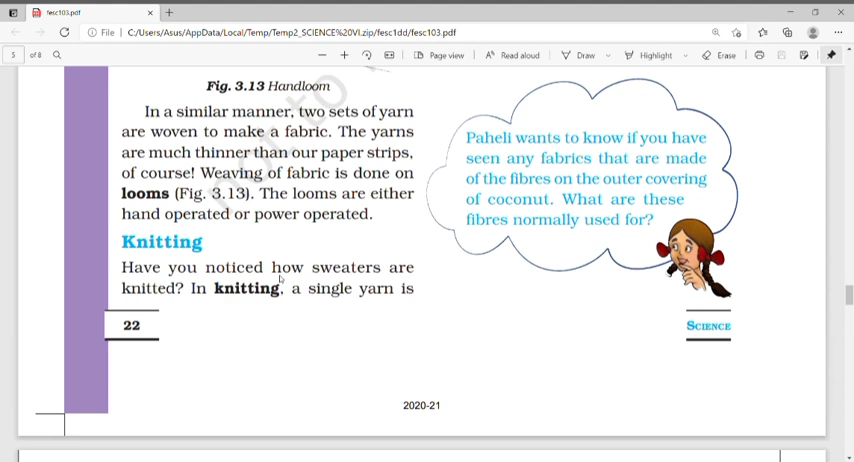 fesc103.pdf
File | C:/Users/Asus/AppData/Local/Temp/Temp2_SCIENCE%20VI.zip/fesc1dd/fesc103.pdf
5 of 8
Page view
Read aloud
Draw
Highlight
Erase
Fig. 3.13 Handloom
In a similar manner, two sets of yarn
are woven to make a fabric. The yarns
are much thinner than our paper strips,
of course! Weaving of fabric is done on
looms (Fig. 3.13). The looms are either
hand operated or power operated.
Knitting
Have you noticed how sweaters are
knitted? In knitting, a single yarn is
22
Paheli wants to know if you have
seen any fabrics that are made
of the fibres on the outer covering
of coconut. What are these
fibres normally used for?
SCIENCE
2020-21
not to